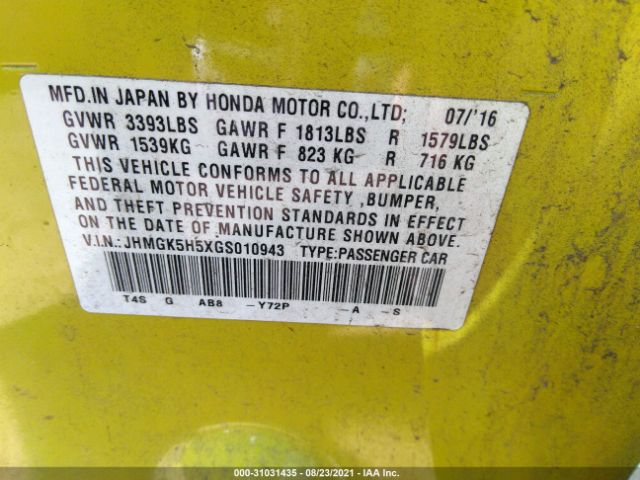 MFD.IN JAPAN BY HONDA MOTOR CO.,LTD; 07/'16
GVWR 3393LBS GAWR F 1813LBS R 1579LBS
GVWR 1539KG GAWR F 823 KG R 716 KG
THIS VEHICLE CONFORMS TO ALL APPLICABLE
FEDERAL MOTOR VEHICLE SAFETY ,BUMPER,
AND THEFT PREVENTION STANDARDS IN EFFECT
ON THE DATE OF MANUFACTURE SHOWN ABOVE.
V.I.N.:JHMGK5H5XGS010943 TYPE:PASSENGER CAR
T4S G AB8 -Y72P -A -S
000-31031435 - 08/23/2021 - IAA Inc.